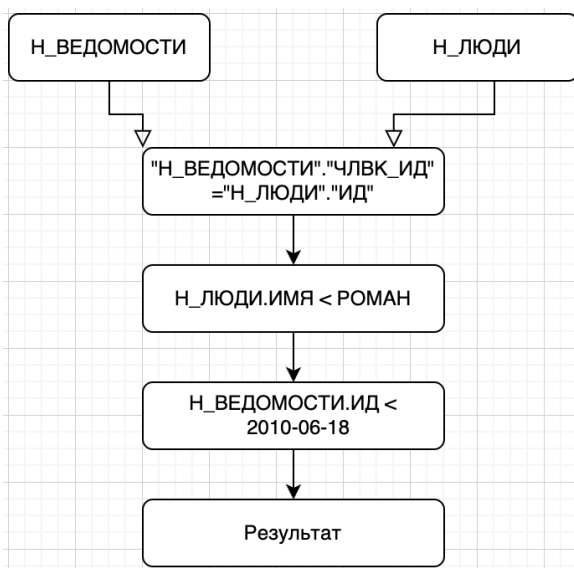 Н_ВЕДОМОСТИ
Н_ЛЮДИ
"Н_ВЕДОМОСТИ"."ЧЛВК_ИД"
="Н_ЛЮДИ"."ИД"
Н_ЛЮДИ.ИМЯ < РОМАН
Н_ВЕДОМОСТИ.ИД <
2010-06-18
Результат